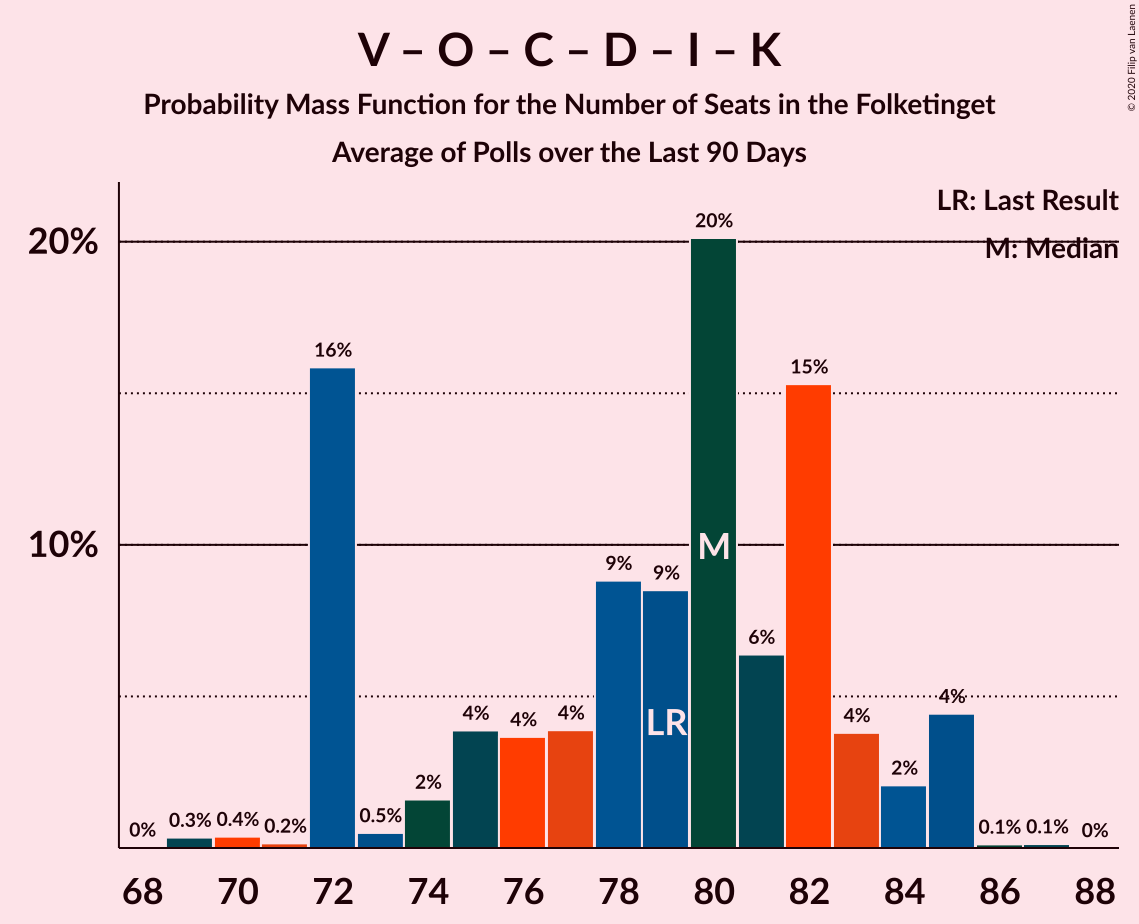 V – O – C – D – I – K
Probability Mass Function for the Number of Seats in the Folketinget
Average of Polls over the Last 90 Days
© 2020 Filip van Laenen
LR: Last Result
M: Median
20%
10%
0%
0.3%
0.4%
0.2%
16%
0.5%
2%
4%
4%
4%
9%
9%
20%
6%
15%
4%
2%
4%
0.1%
0.1%
0%
LR
M
68 70 72 74 76 78 80 82 84 86 88